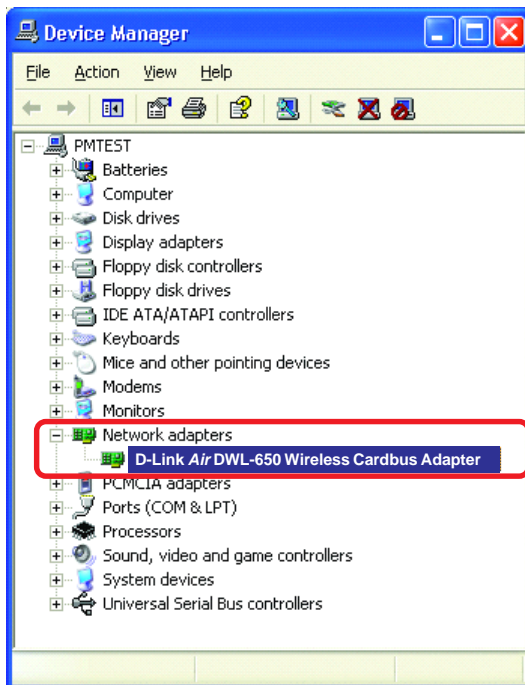 Device Manager
File Action View Help
PMTEST
Batteries
Computer
Disk drives
Display adapters
Floppy disk controllers
Floppy disk drives
IDE ATA/ATAPI controllers
Keyboards
Mice and other pointing devices
Modems
Monitors
Network adapters
D-Link Air DWL-650 Wireless Cardbus Adapter
PCMCIA adapters
Ports (COM & LPT)
Processors
Sound, video and game controllers
System devices
Universal Serial Bus controllers